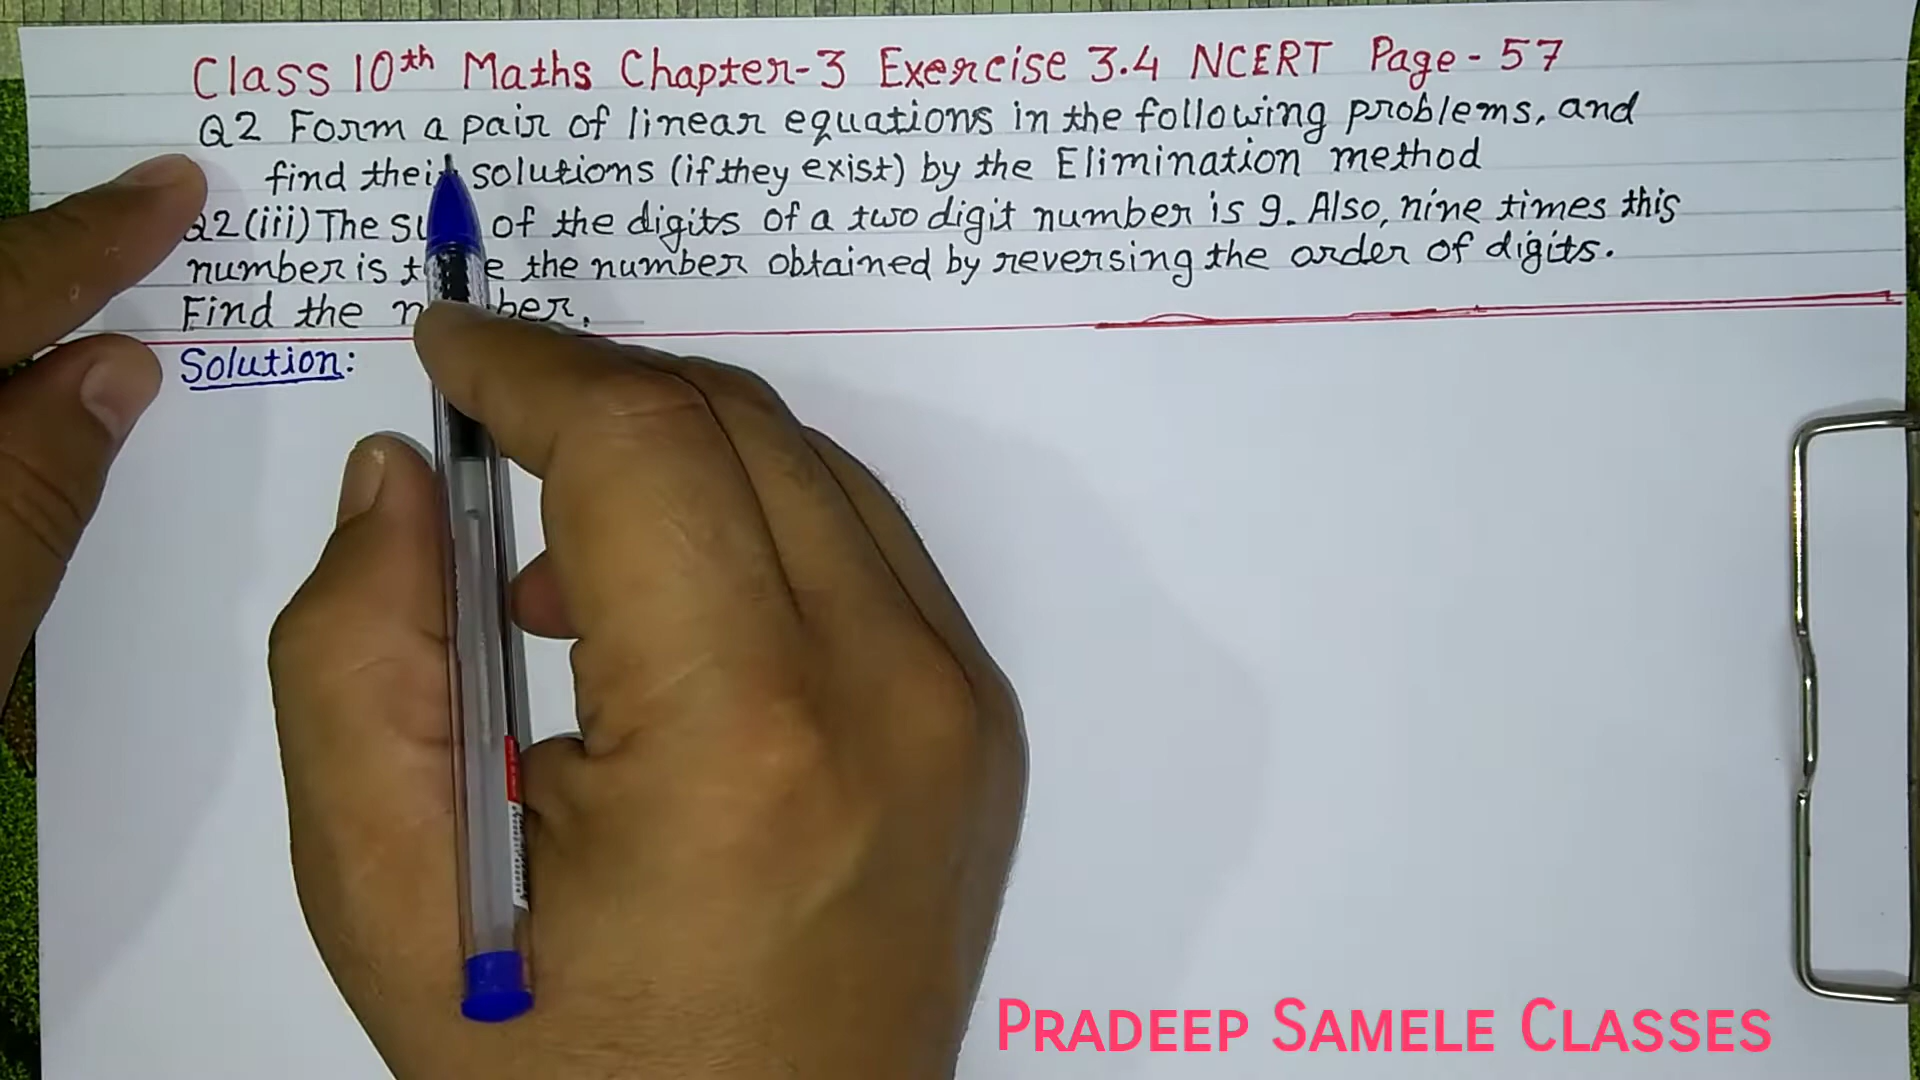 Class 10th Maths Chapter-3 Exercise 3.4 NCERT Page - 57
Q2 Form a pair of linear equations in the following problems, and
find their solutions (if they exist) by the Elimination method
Q2 (iii) The of the digits of a two digit number is 9. Also, nine times this
number is the number obtained by reversing the order of digits.
Find the
Solution:
PRADEEP SAMELE CLASSES